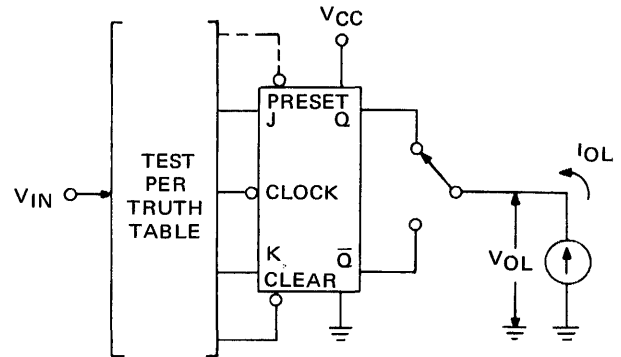 VCC
PRESET
J Q
TEST
PER
TRUTH
TABLE
VIN
CLOCK
IOL
K Q̅
CLEAR
VOL